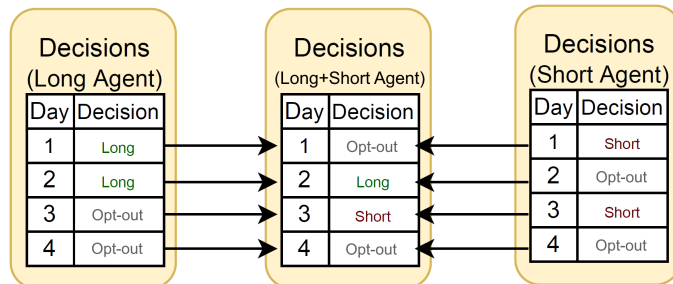 Decisions
(Long Agent)
Day Decision
1 Long
2 Long
3 Opt-out
4 Opt-out
Decisions
(Long+Short Agent)
Day Decision
1 Opt-out
2 Long
3 Short
4 Opt-out
Decisions
(Short Agent)
Day Decision
1 Short
2 Opt-out
3 Short
4 Opt-out